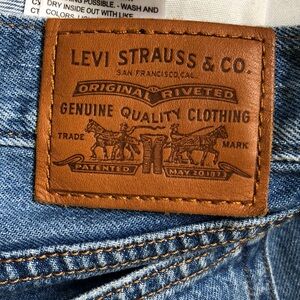 WASHING POSSIBLE - WASH AND
DRY INSIDE OUT WITH LIKE
COLORS.
LEVI STRAUSS & CO.
SAN FRANCISCO, CAL.
ORIGINAL RIVETED
GENUINE QUALITY CLOTHING
TRADE MARK
PATENTED MAY 20 1873